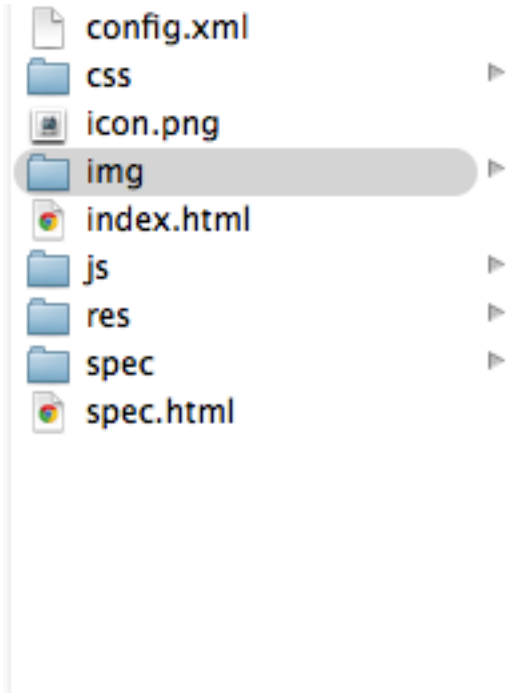 config.xml
css
icon.png
img
index.html
js
res
spec
spec.html